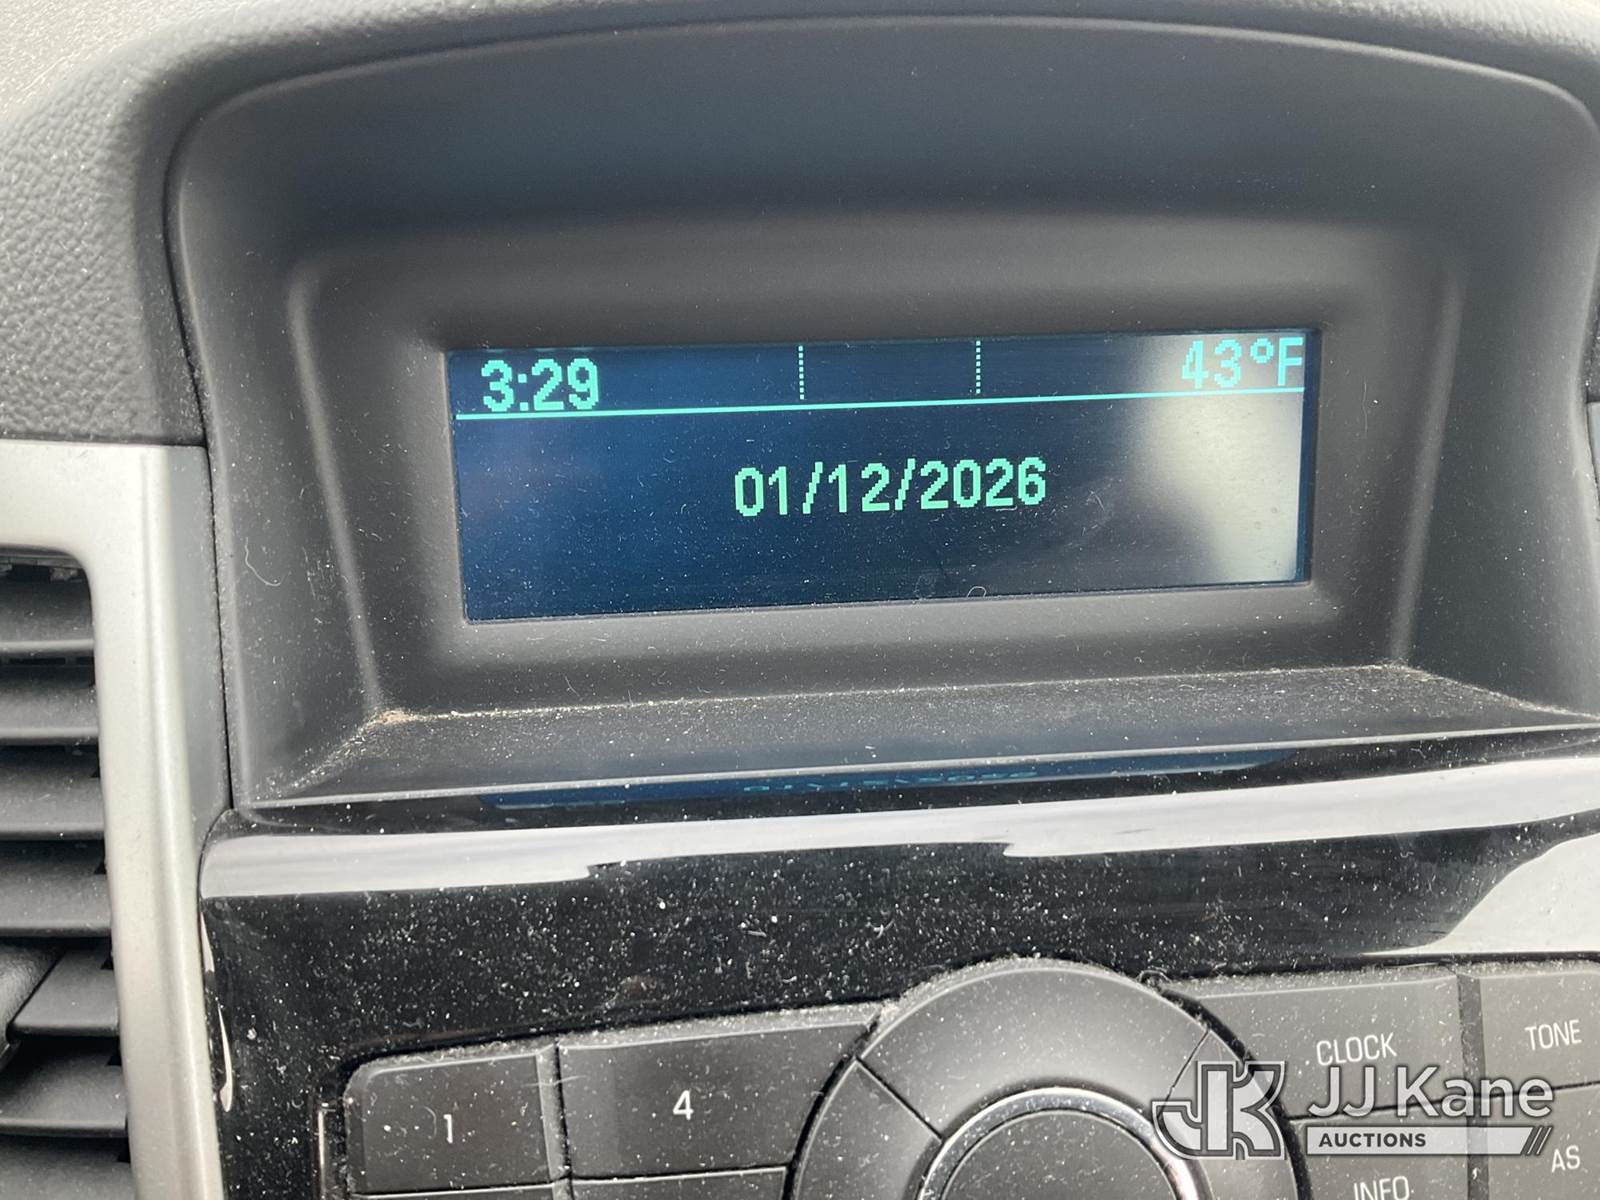 3:29 43°F
01/12/2026
CLOCK TONE
1 4
JJ Kane
AUCTIONS
AS
INFO